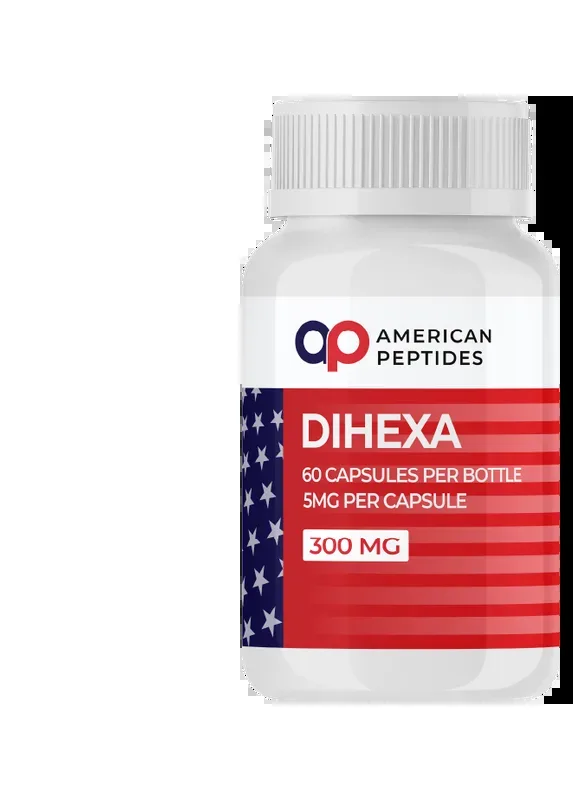 ap AMERICAN
PEPTIDES
DIHEXA
60 CAPSULES PER BOTTLE
5MG PER CAPSULE
300 MG